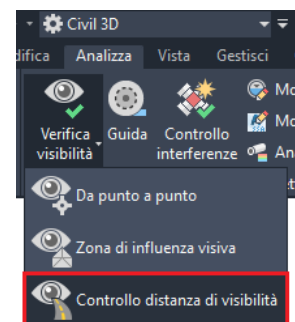 Civil 3D
difica Analizza Vista Gestisci
Verifica visibilità
Guida
Controllo interferenze
Mo
Mo
An
Da punto a punto
Zona di influenza visiva
Controllo distanza di visibilità